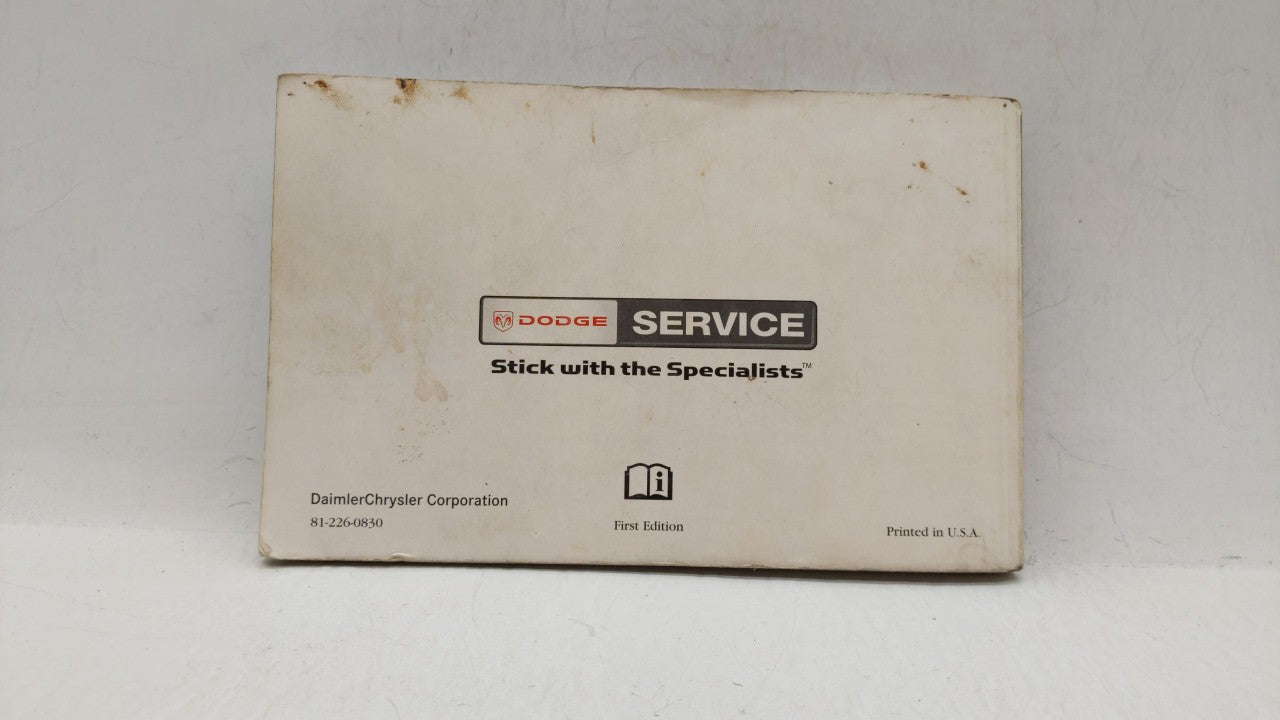 DODGE SERVICE
Stick with the Specialists™
i
DaimlerChrysler Corporation
81-226-0830
First Edition
Printed in U.S.A.